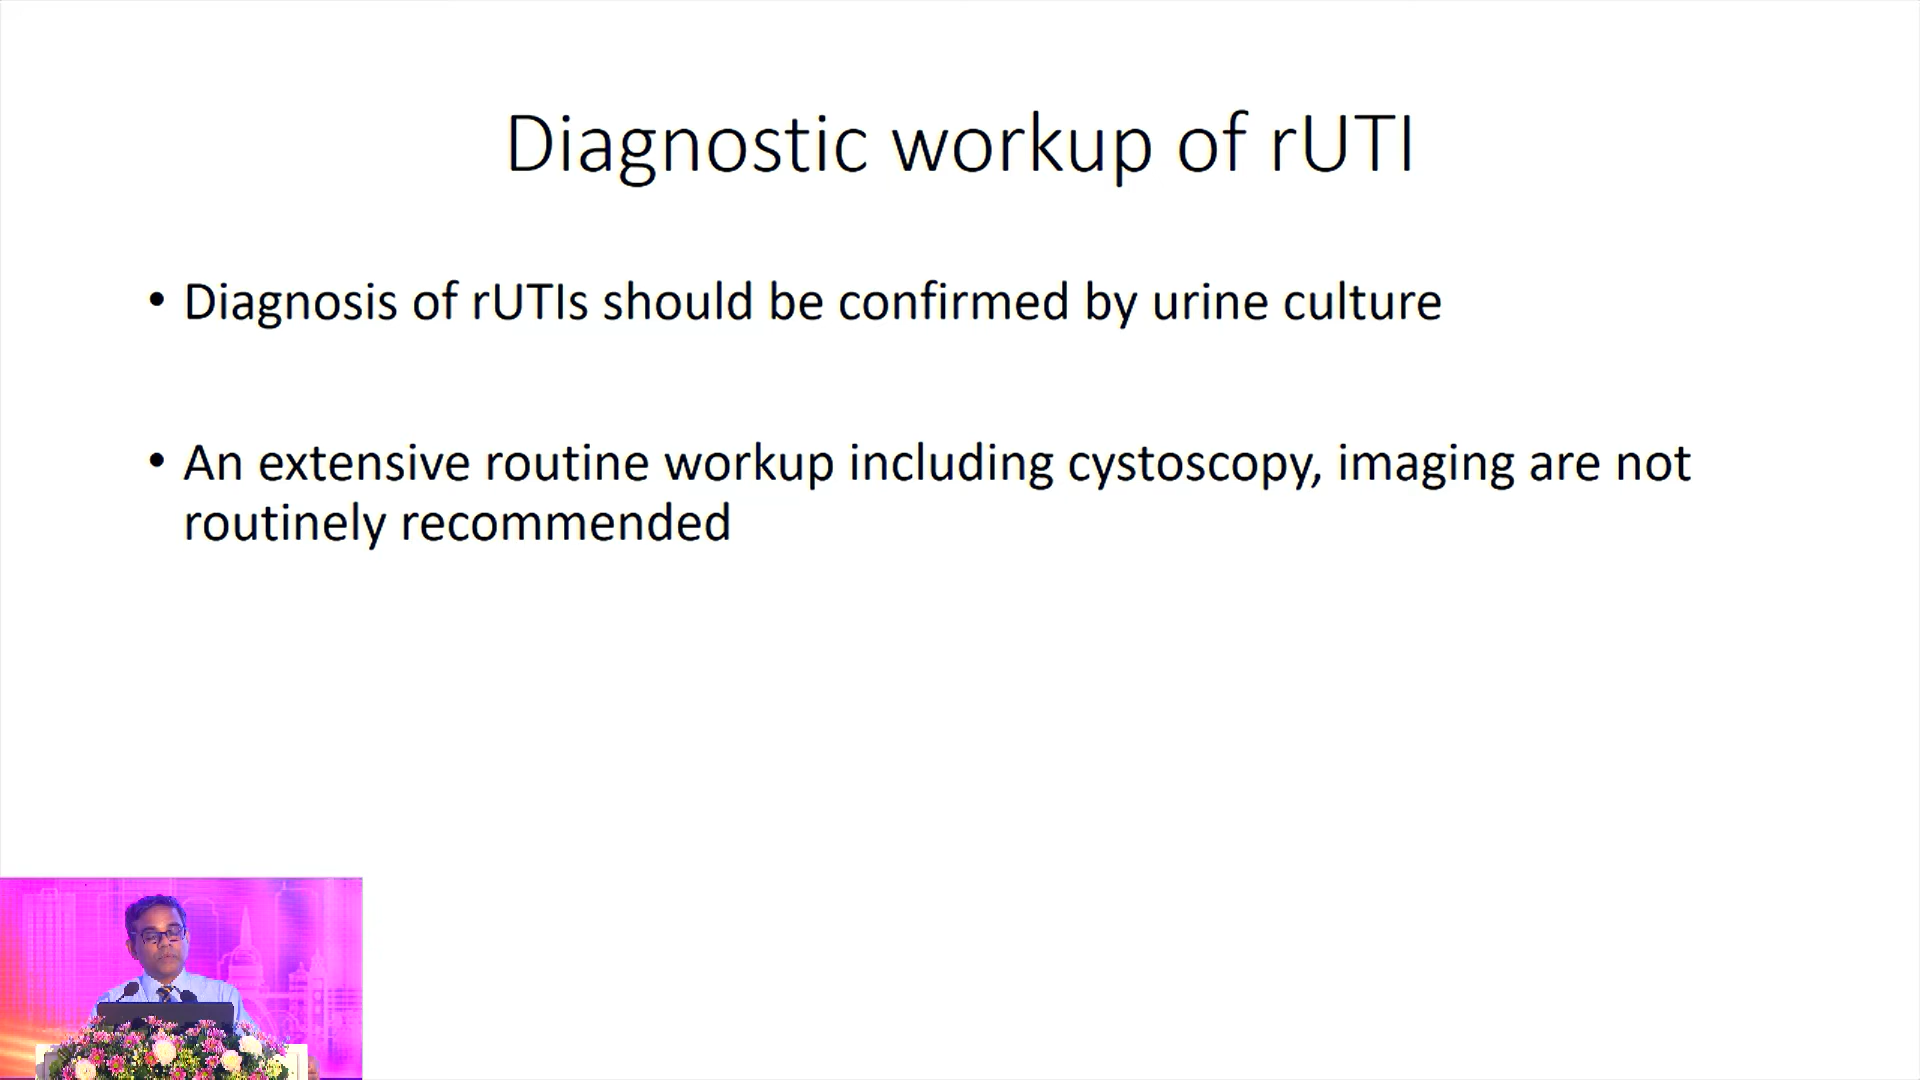 Diagnostic workup of rUTI
• Diagnosis of rUTIs should be confirmed by urine culture
• An extensive routine workup including cystoscopy, imaging are not
routinely recommended